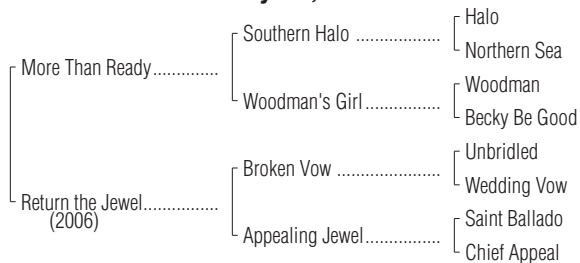 Halo
Southern Halo ..................
Northern Sea
More Than Ready..............
Woodman
Woodman's Girl................
Becky Be Good
Unbridled
Broken Vow ......................
Wedding Vow
Return the Jewel................
(2006)
Saint Ballado
Appealing Jewel................
Chief Appeal